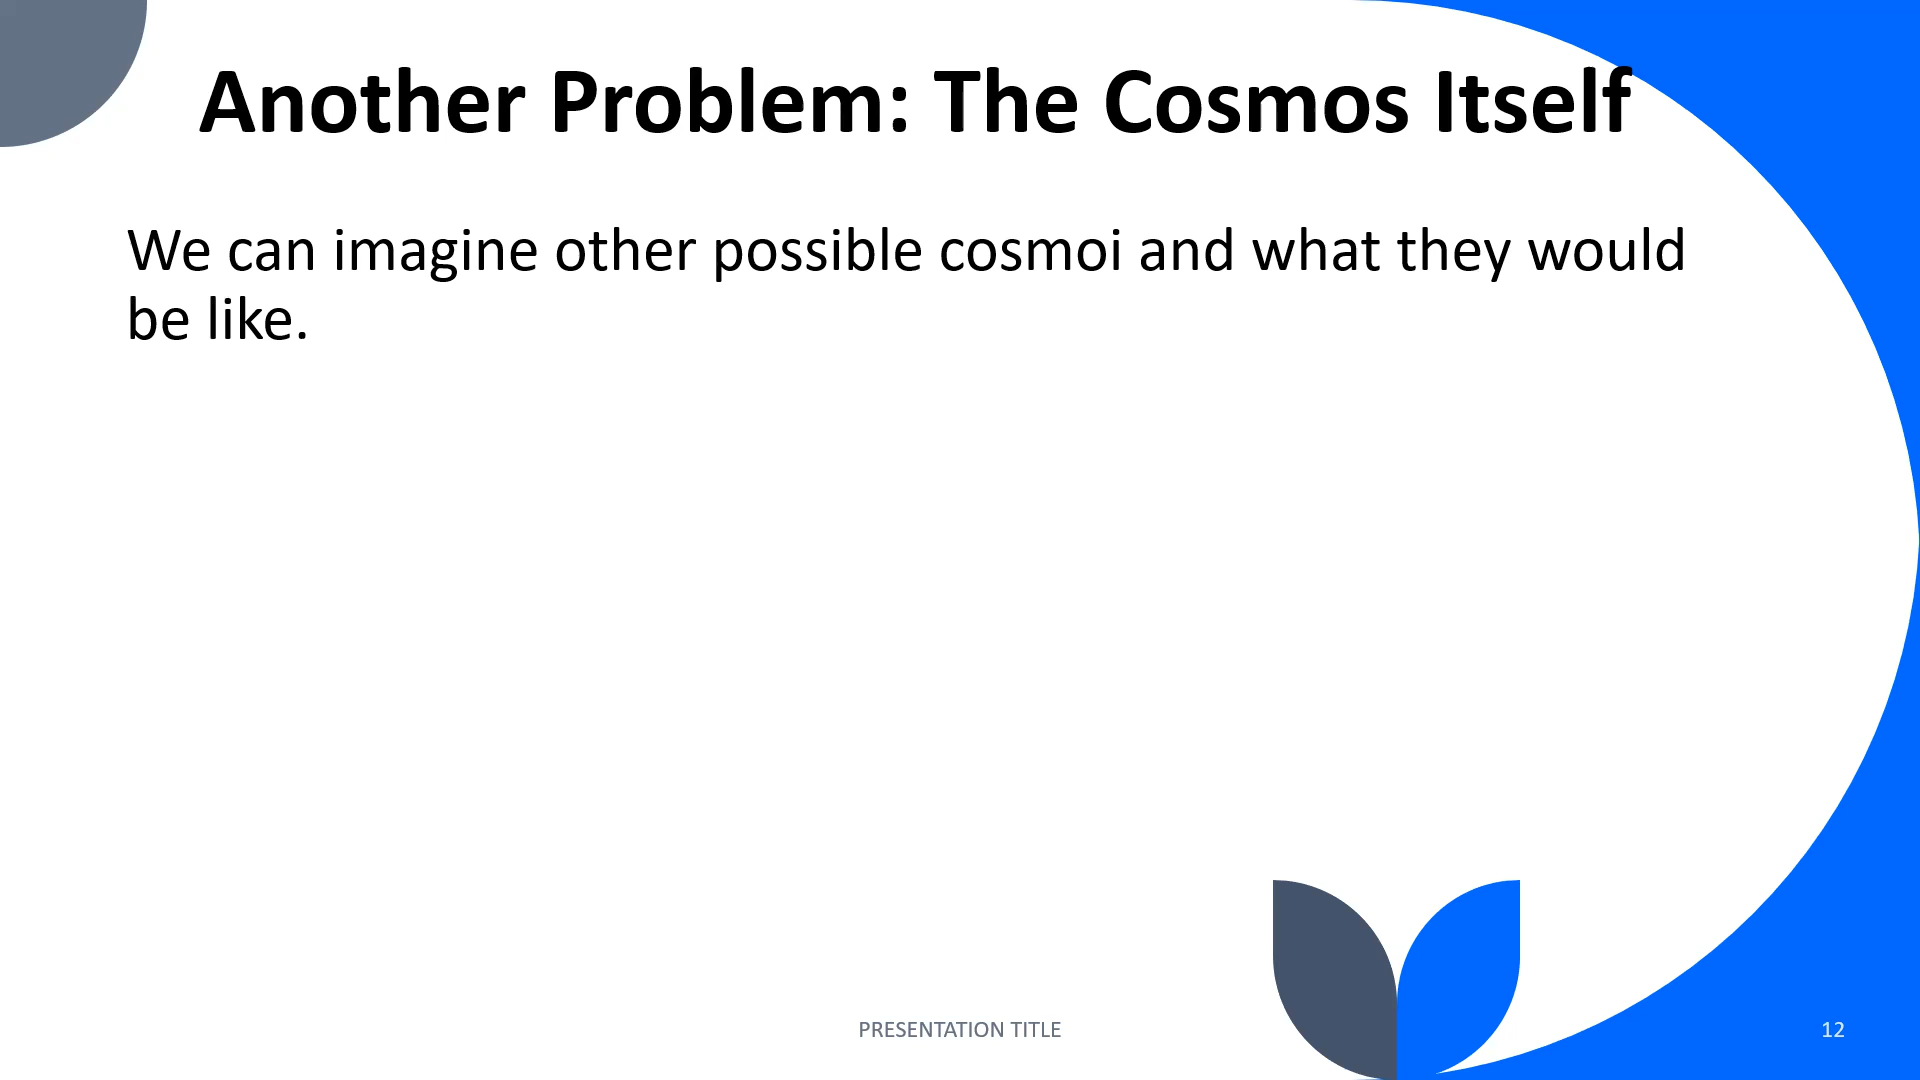 Another Problem: The Cosmos Itself
We can imagine other possible cosmoi and what they would
be like.
PRESENTATION TITLE
12